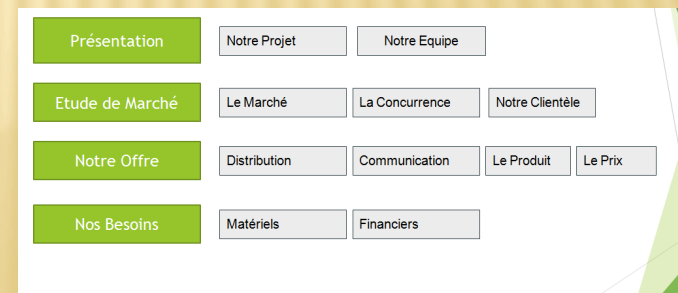 Présentation
Notre Projet
Notre Equipe
Etude de Marché
Le Marché
La Concurrence
Notre Clientèle
Notre Offre
Distribution
Communication
Le Produit
Le Prix
Nos Besoins
Matériels
Financiers